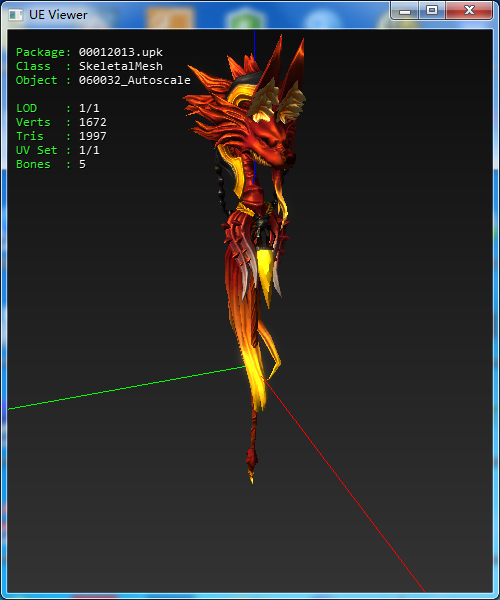 UE Viewer
Package: 00012013.upk
Class : SkeletalMesh
Object : 060032_Autoscale
LOD : 1/1
Verts : 1672
Tris : 1997
UV Set : 1/1
Bones : 5